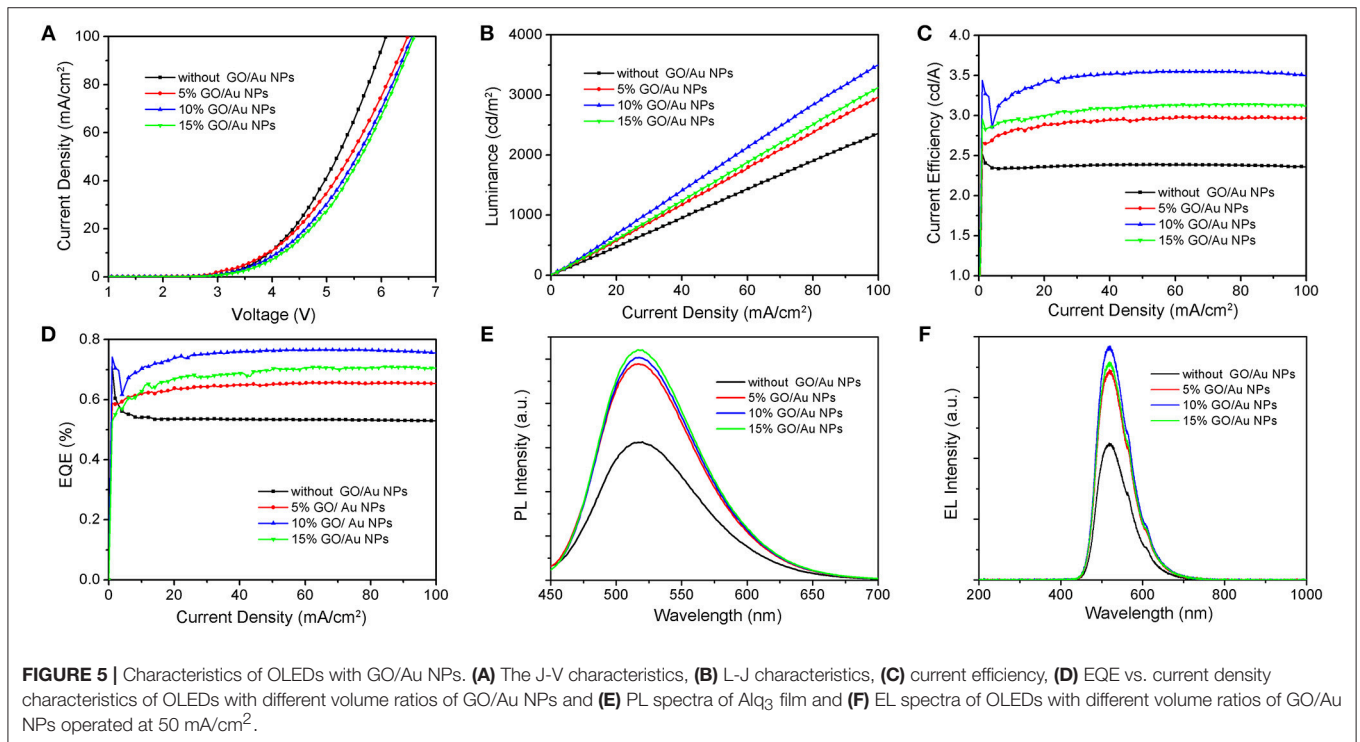 A
Current Density (mA/cm²)
100
80
60
40
20
0
without GO/Au NPs
5% GO/Au NPs
10% GO/Au NPs
15% GO/Au NPs
1 2 3 4 5 6 7
Voltage (V)
B
Luminance (cd/m²)
4000
3000
2000
1000
0
without GO/Au NPs
5% GO/Au NPs
10% GO/Au NPs
15% GO/Au NPs
0 20 40 60 80 100
Current Density (mA/cm²)
C
Current Efficiency (cd/A)
4.0
3.5
3.0
2.5
2.0
1.5
1.0
without GO/Au NPs
5% GO/Au NPs
10% GO/Au NPs
15% GO/Au NPs
0 20 40 60 80 100
Current Density (mA/cm²)
D
EQE (%)
0.8
0.6
0.4
0.2
0.0
without GO/Au NPs
5% GO/ Au NPs
10% GO/ Au NPs
15% GO/Au NPs
0 20 40 60 80 100
Current Density (mA/cm²)
E
PL Intensity (a.u.)
without GO/Au NPs
5% GO/Au NPs
10% GO/Au NPs
15% GO/Au NPs
450 500 550 600 650 700
Wavelength (nm)
F
EL Intensity (a.u.)
without GO/Au NPs
5% GO/Au NPs
10% GO/Au NPs
15% GO/Au NPs
200 400 600 800 1000
Wavelength (nm)
FIGURE 5 | Characteristics of OLEDs with GO/Au NPs. (A) The J-V characteristics, (B) L-J characteristics, (C) current efficiency, (D) EQE vs. current density
characteristics of OLEDs with different volume ratios of GO/Au NPs and (E) PL spectra of Alq₃ film and (F) EL spectra of OLEDs with different volume ratios of GO/Au
NPs operated at 50 mA/cm².